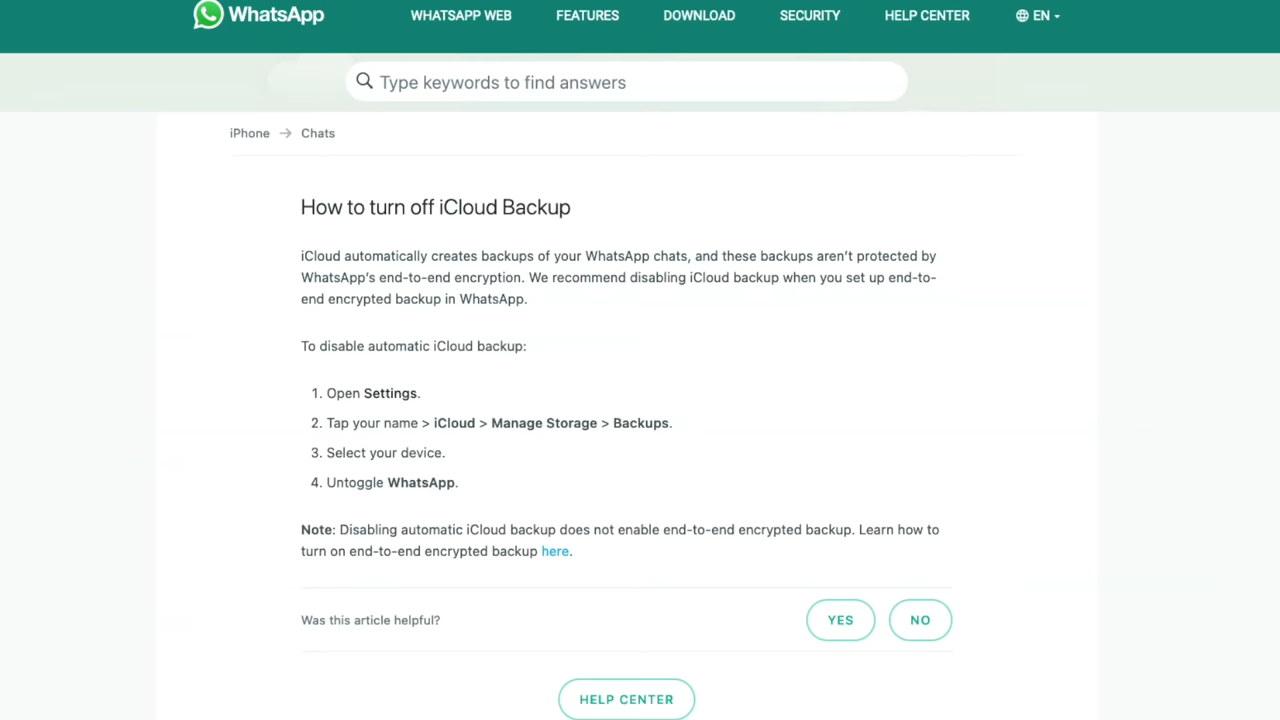 WhatsApp
WHATSAPP WEB
FEATURES
DOWNLOAD
SECURITY
HELP CENTER
EN
Type keywords to find answers
iPhone → Chats
How to turn off iCloud Backup
iCloud automatically creates backups of your WhatsApp chats, and these backups aren’t protected by
WhatsApp’s end-to-end encryption. We recommend disabling iCloud backup when you set up end-to-
end encrypted backup in WhatsApp.
To disable automatic iCloud backup:
1. Open Settings.
2. Tap your name > iCloud > Manage Storage > Backups.
3. Select your device.
4. Untoggle WhatsApp.
Note: Disabling automatic iCloud backup does not enable end-to-end encrypted backup. Learn how to
turn on end-to-end encrypted backup here.
Was this article helpful?
YES
NO
HELP CENTER